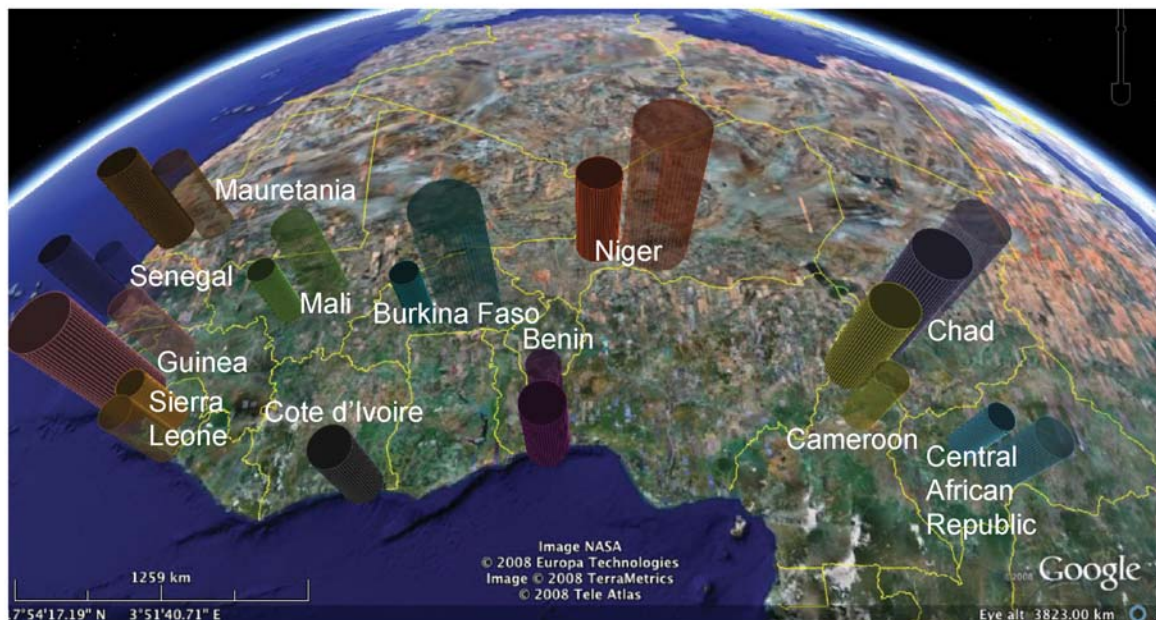 Mauretania
Senegal
Mali
Burkina Faso
Niger
Benin
Chad
Guinea
Sierra
Leone
Cote d'Ivoire
Cameroon
Central
African
Republic
Image NASA
© 2008 Europa Technologies
Image © 2008 TerraMetrics
© 2008 Tele Atlas
©2008 Google
1259 km
17°54'17.19" N 3°51'40.71" E
Eye alt 3823.00 km